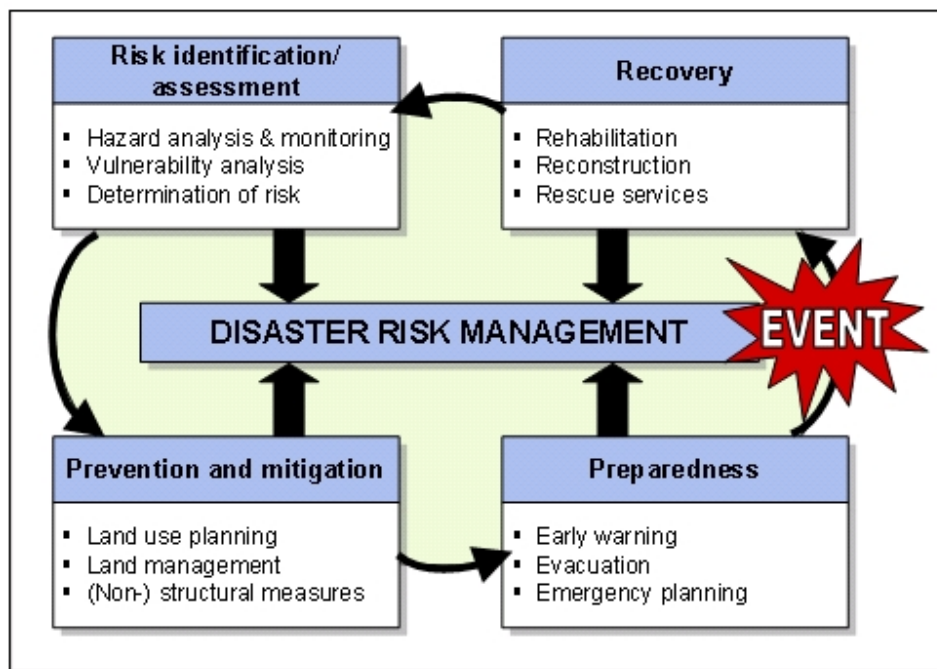 Risk identification/
assessment
▪ Hazard analysis & monitoring
▪ Vulnerability analysis
▪ Determination of risk
Recovery
▪ Rehabilitation
▪ Reconstruction
▪ Rescue services
DISASTER RISK MANAGEMENT
EVENT
Prevention and mitigation
▪ Land use planning
▪ Land management
▪ (Non-) structural measures
Preparedness
▪ Early warning
▪ Evacuation
▪ Emergency planning